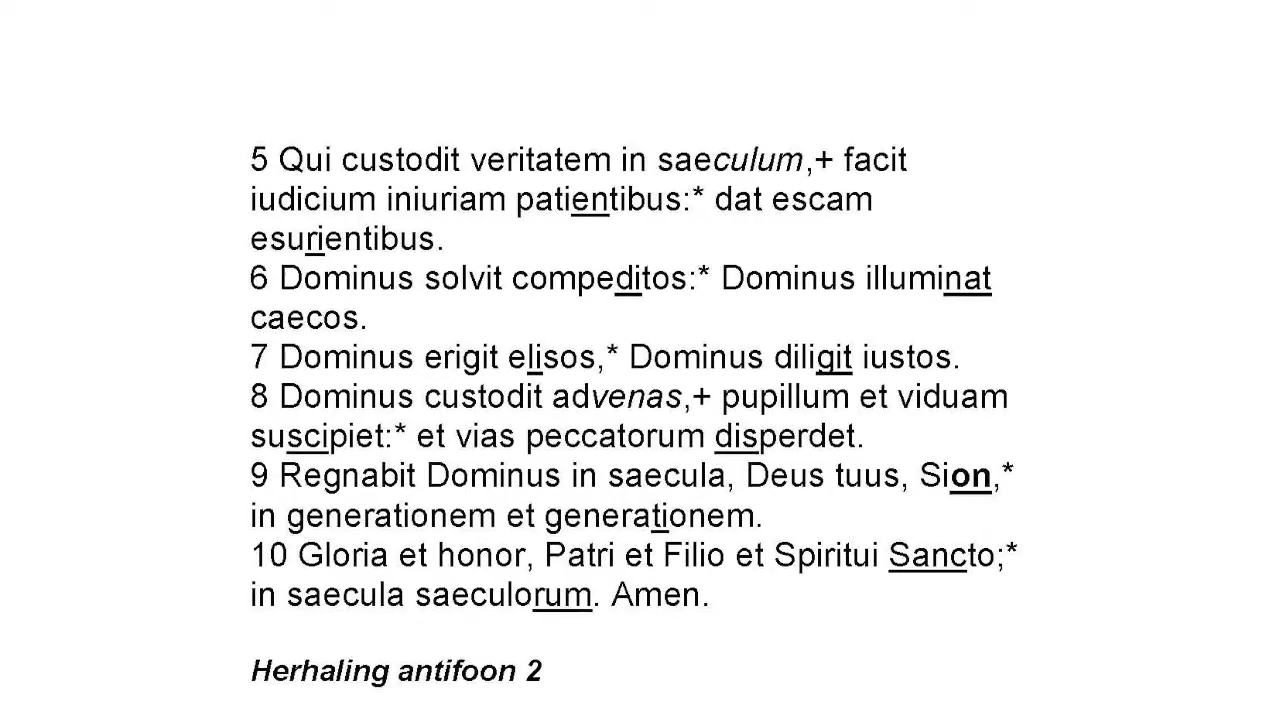 5 Qui custodit veritatem in saeculum,+ facit
iudicium iniuriam patientibus:* dat escam
esurientibus.
6 Dominus solvit compeditos:* Dominus illuminat
caecos.
7 Dominus erigit elisos,* Dominus diligit iustos.
8 Dominus custodit advenas,+ pupillum et viduam
suscipiet:* et vias peccatorum disperdet.
9 Regnabit Dominus in saecula, Deus tuus, Sion,*
in generationem et generationem.
10 Gloria et honor, Patri et Filio et Spiritui Sancto;*
in saecula saeculorum. Amen.
Herhaling antifoon 2